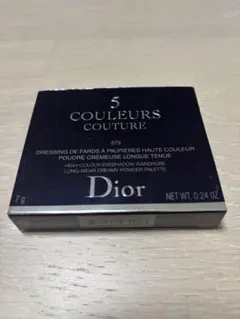 5
COULEURS
COUTURE
DRESSING DE FARDS À PAUPIÈRES HAUTE COULEUR
POUDRE CRÉMEUSE LONGUE TENUE
HIGH-COLOUR EYESHADOW WARDROBE
LONG-WEAR CREAMY POWDER PALETTE
7 g
Dior
NET WT. 0.24 OZ